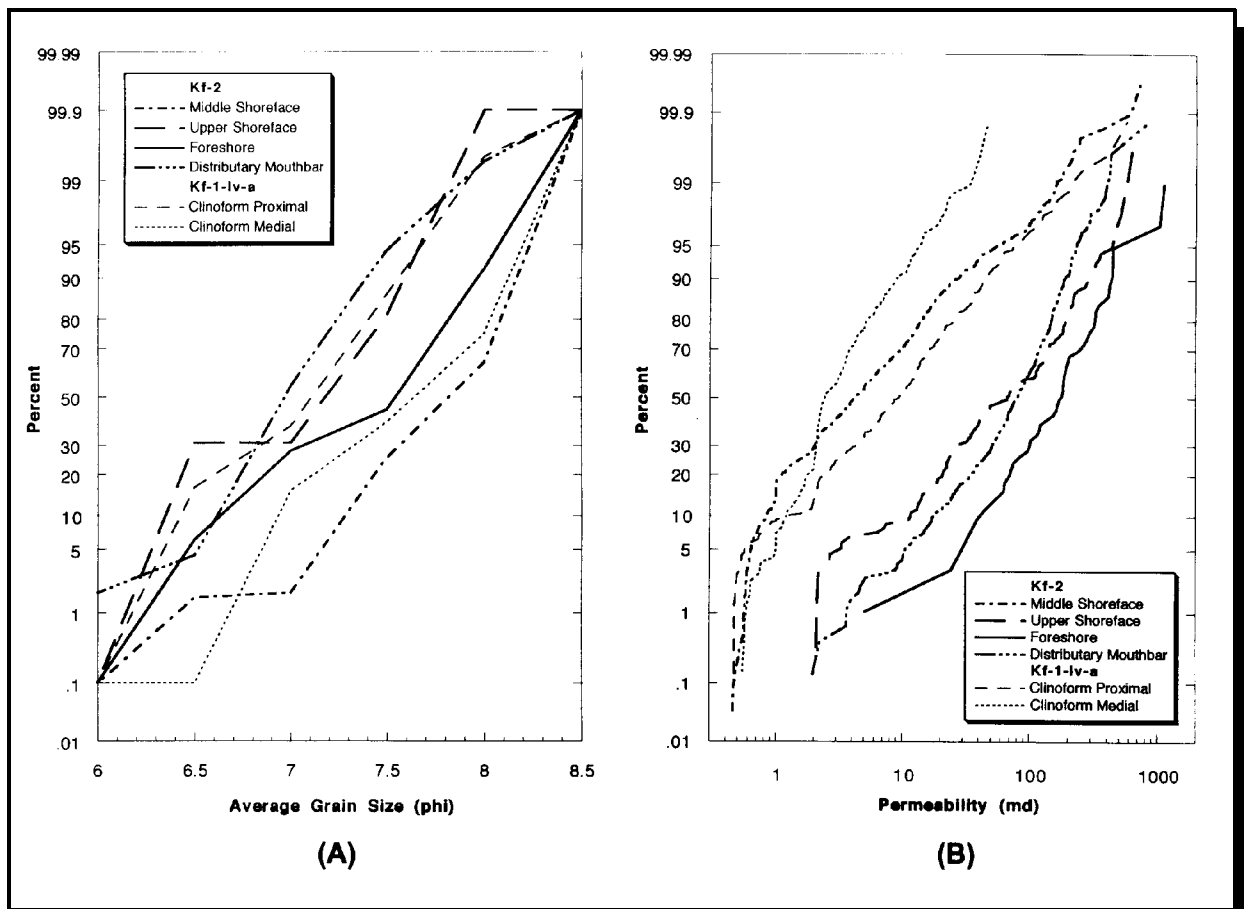 99.99
99.9
99
95
90
80
70
50
30
20
10
5
1
.1
.01
Percent
Kf-2
Middle Shoreface
Upper Shoreface
Foreshore
Distributary Mouthbar
Kf-1-Iv-a
Clinoform Proximal
Clinoform Medial
6 6.5 7 7.5 8 8.5
Average Grain Size (phi)
(A)
99.99
99.9
99
95
90
80
70
50
30
20
10
5
1
.1
.01
Percent
Kf-2
Middle Shoreface
Upper Shoreface
Foreshore
Distributary Mouthbar
Kf-1-Iv-a
Clinoform Proximal
Clinoform Medial
1 10 100 1000
Permeability (md)
(B)